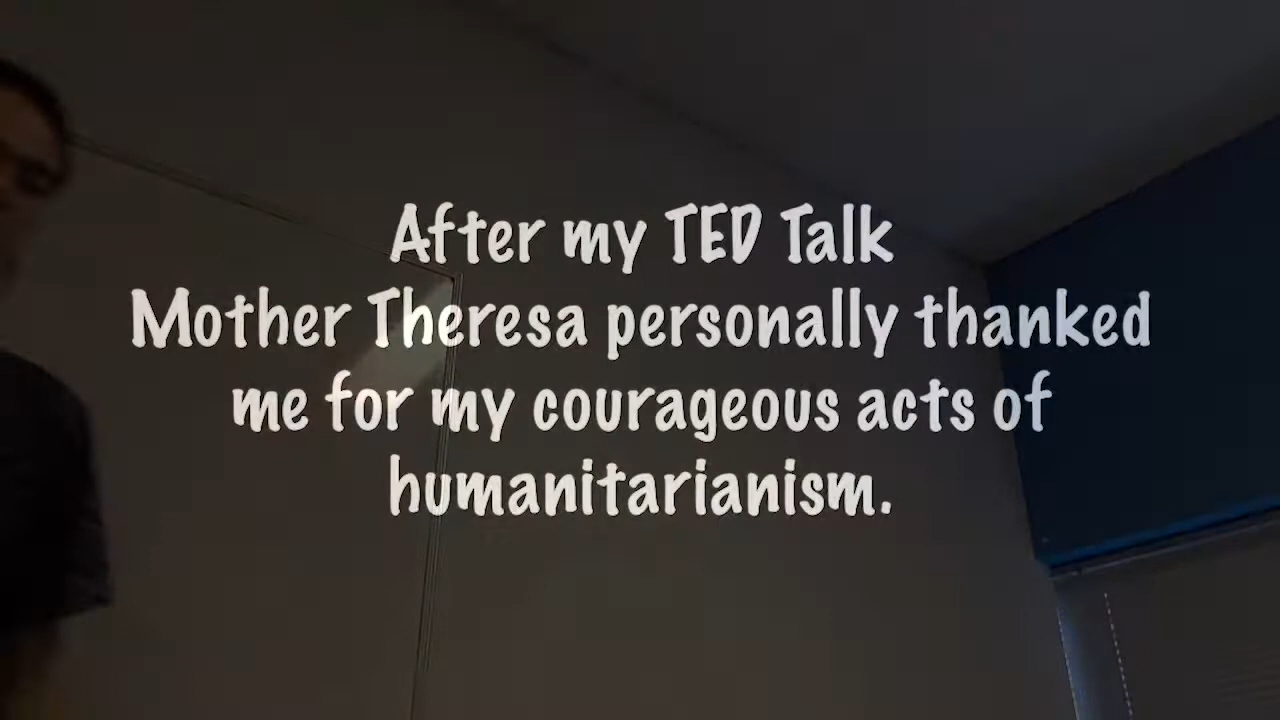 After my TED Talk
Mother Theresa personally thanked
me for my courageous acts of
humanitarianism.